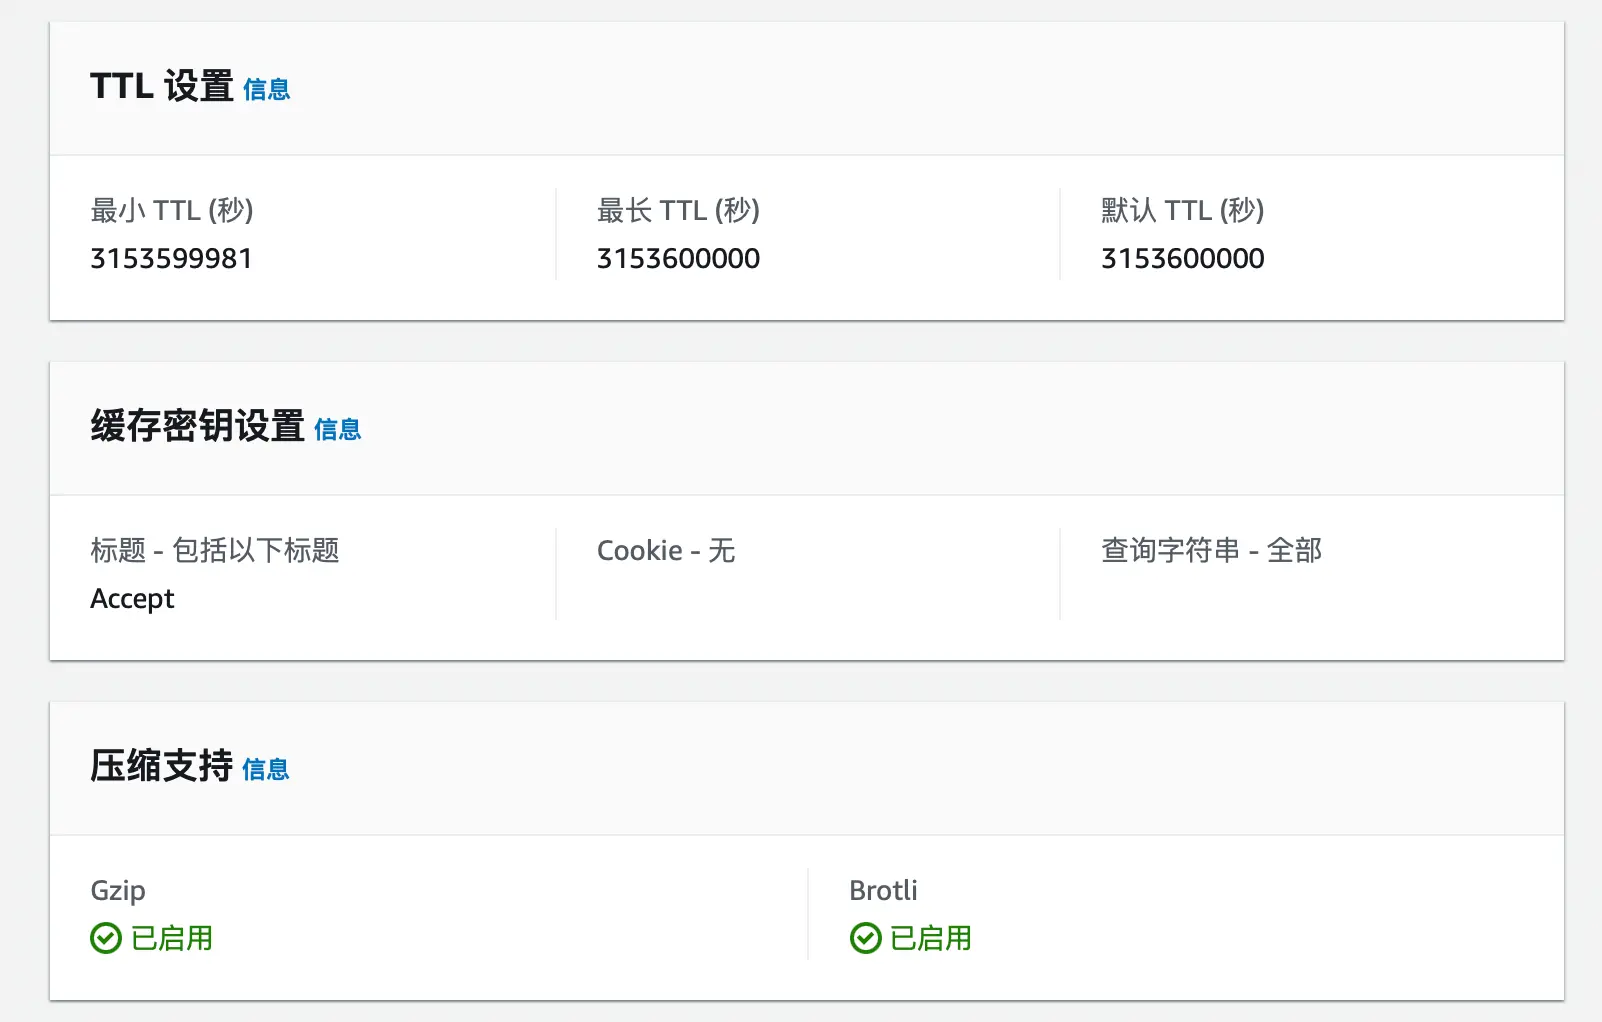 TTL 设置 信息
最小 TTL (秒)
3153599981
最长 TTL (秒)
3153600000
默认 TTL (秒)
3153600000
缓存密钥设置 信息
标题 - 包括以下标题
Accept
Cookie - 无
查询字符串 - 全部
压缩支持 信息
Gzip
已启用
Brotli
已启用